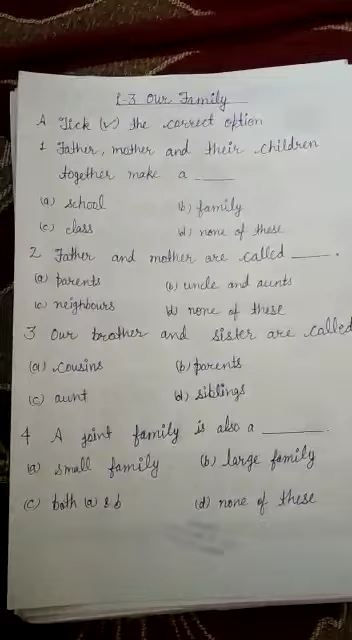 L-3 Our Family
A Tick (✓) the correct option
1 Father, mother and their children
together make a ____
(a) school (b) family
(c) class (d) none of these
2 Father and mother are called ____.
(a) parents (b) uncle and aunts
(c) neighbours (d) none of these
3 Our brother and sister are called
(a) cousins (b) parents
(c) aunt (d) siblings
4 A joint family is also a ____.
(a) small family (b) large family
(c) both (a) & b (d) none of these